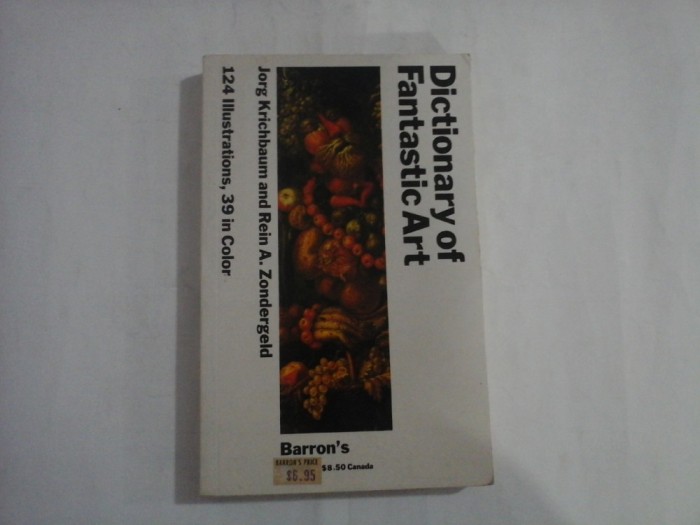 Dictionary of
Fantastic Art
Jorg Krichbaum and Rein A. Zondergeld
124 Illustrations, 39 in Color
Barron's
$8.50 Canada
BARRON'S PRICE
$6.95